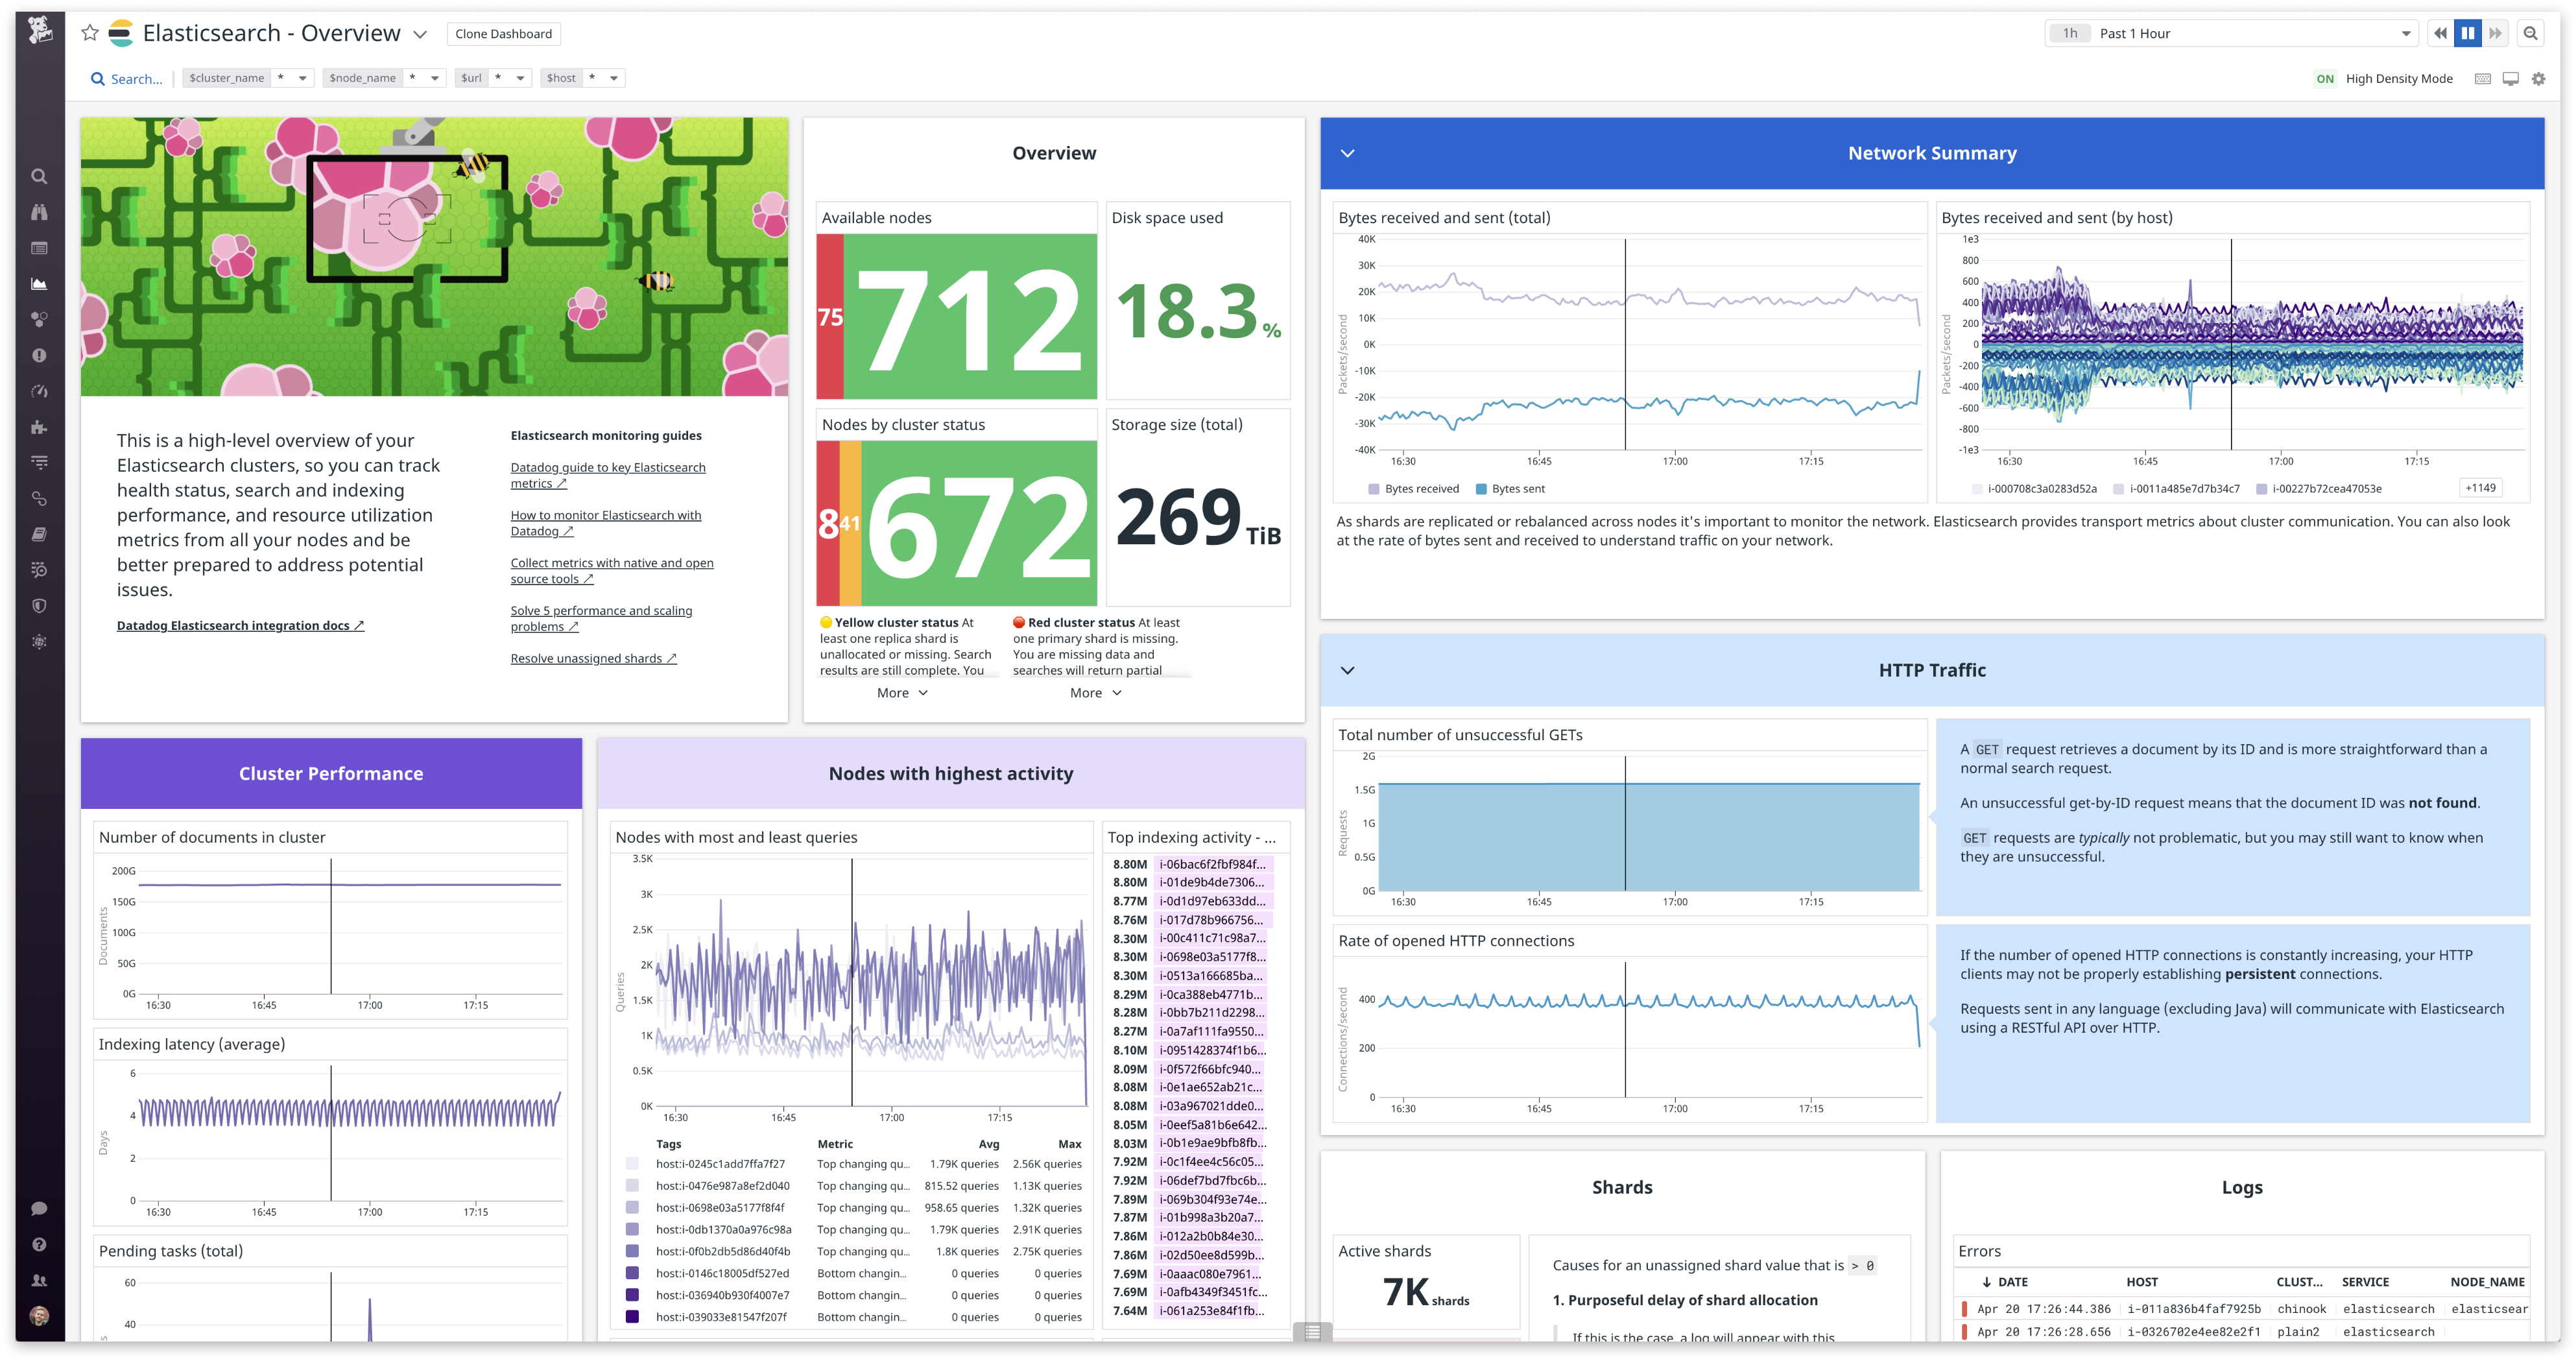 Elasticsearch - Overview
Clone Dashboard
1h Past 1 Hour
Search...
$cluster_name *
$node_name *
$url *
$host *
ON High Density Mode
This is a high-level overview of your
Elasticsearch clusters, so you can track
health status, search and indexing
performance, and resource utilization
metrics from all your nodes and be
better prepared to address potential
issues.
Datadog Elasticsearch integration docs ↗
Elasticsearch monitoring guides
Datadog guide to key Elasticsearch
metrics ↗
How to monitor Elasticsearch with
Datadog ↗
Collect metrics with native and open
source tools ↗
Solve 5 performance and scaling
problems ↗
Resolve unassigned shards ↗
Overview
Available nodes
75
712
Disk space used
18.3 %
Nodes by cluster status
8
41
672
Storage size (total)
269 TiB
Yellow cluster status At
least one replica shard is
unallocated or missing. Search
results are still complete. You
More
Red cluster status At least
one primary shard is missing.
You are missing data and
searches will return partial
More
Network Summary
Bytes received and sent (total)
Packets/second
40K
30K
20K
10K
0K
-10K
-20K
-30K
-40K
16:30 16:45 17:00 17:15
Bytes received Bytes sent
Bytes received and sent (by host)
Packets/second
1e3
800
600
400
200
0
-200
-400
-600
-800
-1e3
16:30 16:45 17:00 17:15
i-000708c3a0283d52a i-0011a485e7d7b34c7 i-00227b72cea47053e +1149
As shards are replicated or rebalanced across nodes it's important to monitor the network. Elasticsearch provides transport metrics about cluster communication. You can also look
at the rate of bytes sent and received to understand traffic on your network.
HTTP Traffic
Total number of unsuccessful GETs
Requests
2G
1.5G
1G
0.5G
0G
16:30 16:45 17:00 17:15
A GET request retrieves a document by its ID and is more straightforward than a
normal search request.
An unsuccessful get-by-ID request means that the document ID was not found.
GET requests are typically not problematic, but you may still want to know when
they are unsuccessful.
Rate of opened HTTP connections
Connections/second
400
200
0
16:30 16:45 17:00 17:15
If the number of opened HTTP connections is constantly increasing, your HTTP
clients may not be properly establishing persistent connections.
Requests sent in any language (excluding Java) will communicate with Elasticsearch
using a RESTful API over HTTP.
Cluster Performance
Number of documents in cluster
Documents
200G
150G
100G
50G
0G
16:30 16:45 17:00 17:15
Indexing latency (average)
Days
6
4
2
0
16:30 16:45 17:00 17:15
Pending tasks (total)
60
40
Nodes with highest activity
Nodes with most and least queries
Queries
3.5K
3K
2.5K
2K
1.5K
1K
0.5K
0K
16:30 16:45 17:00 17:15
Tags Metric Avg Max
host:i-0245c1add7ffa7f27 Top changing qu... 1.79K queries 2.56K queries
host:i-0476e987a8ef2d040 Top changing qu... 815.52 queries 1.13K queries
host:i-0698e03a5177f8f4f Top changing qu... 958.65 queries 1.32K queries
host:i-0db1370a0a976c98a Top changing qu... 1.79K queries 2.91K queries
host:i-0f0b2db5d86d40f4b Top changing qu... 1.8K queries 2.75K queries
host:i-0146c18005df527ed Bottom changin... 0 queries 0 queries
host:i-036940b930f4007e7 Bottom changin... 0 queries 0 queries
host:i-039033e81547f207f Bottom changin... 0 queries 0 queries
Top indexing activity - ...
8.80M i-06bac6f2fbf984f...
8.80M i-01de9b4de7306...
8.77M i-0d1d97eb633dd...
8.76M i-017d78b966756...
8.30M i-00c411c71c98a7...
8.30M i-0698e03a5177f8...
8.30M i-0513a166685ba...
8.29M i-0ca388eb4771b...
8.28M i-0bb7b211d2298...
8.27M i-0a7af111fa9550...
8.10M i-0951428374f1b6...
8.09M i-0f572f66bfc940...
8.08M i-0e1ae652ab21c...
8.08M i-03a967021dde0...
8.05M i-0eef5a81b6e642...
8.03M i-0b1e9ae9bfb8fb...
7.92M i-0c1f4ee4c56c05...
7.92M i-06def7bd7fbc6b...
7.89M i-069b304f93e74e...
7.87M i-01b998a3b20a7...
7.86M i-012a2b0b84e30...
7.86M i-02d50ee8d599b...
7.69M i-0aaac080e7961...
7.69M i-0afb4349f3451fc...
7.64M i-061a253e84f1fb...
Shards
Active shards
7K shards
Causes for an unassigned shard value that is > 0
1. Purposeful delay of shard allocation
If this is the case, a log will appear with this
Logs
Errors
↓ DATE HOST CLUST... SERVICE NODE_NAME
Apr 20 17:26:44.386 i-011a836b4faf7925b chinook elasticsearch elasticsear
Apr 20 17:26:28.656 i-0326702e4ee82e2f1 plain2 elasticsearch